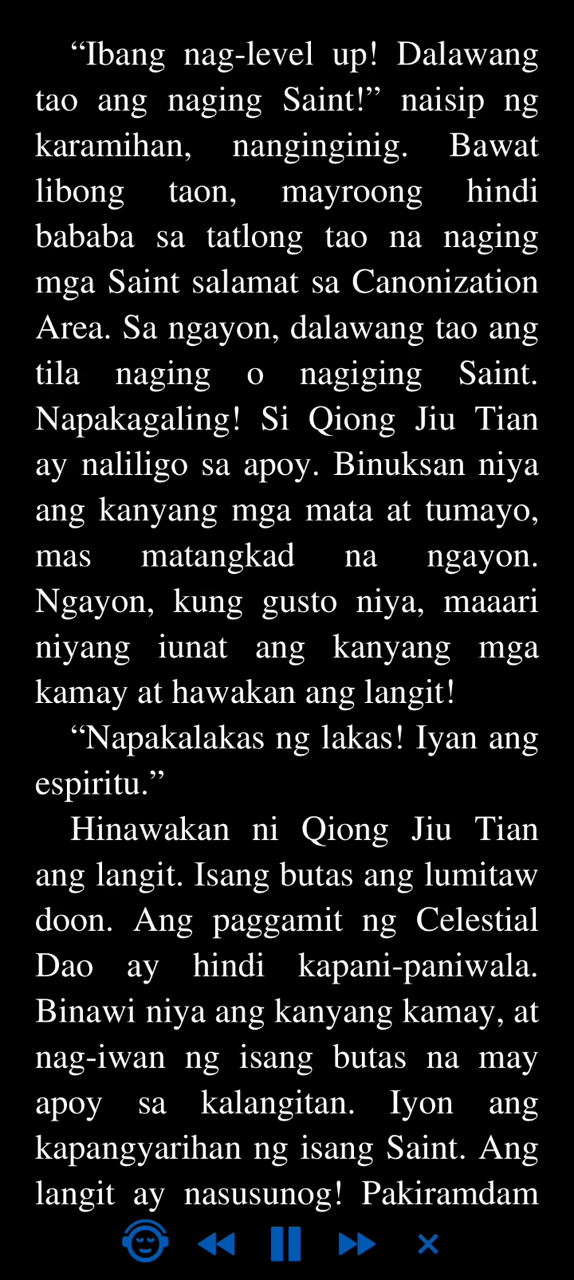 “Ibang nag-level up! Dalawang
tao ang naging Saint!” naisip ng
karamihan, nanginginig. Bawat
libong taon, mayroong hindi
bababa sa tatlong tao na naging
mga Saint salamat sa Canonization
Area. Sa ngayon, dalawang tao ang
tila naging o nagiging Saint.
Napakagaling! Si Qiong Jiu Tian
ay naliligo sa apoy. Binuksan niya
ang kanyang mga mata at tumayo,
mas matangkad na ngayon.
Ngayon, kung gusto niya, maaari
niyang iunat ang kanyang mga
kamay at hawakan ang langit!
“Napakalakas ng lakas! Iyan ang
espiritu.”
Hinawakan ni Qiong Jiu Tian
ang langit. Isang butas ang lumitaw
doon. Ang paggamit ng Celestial
Dao ay hindi kapani-paniwala.
Binawi niya ang kanyang kamay, at
nag-iwan ng isang butas na may
apoy sa kalangitan. Iyon ang
kapangyarihan ng isang Saint. Ang
langit ay nasusunog! Pakiramdam